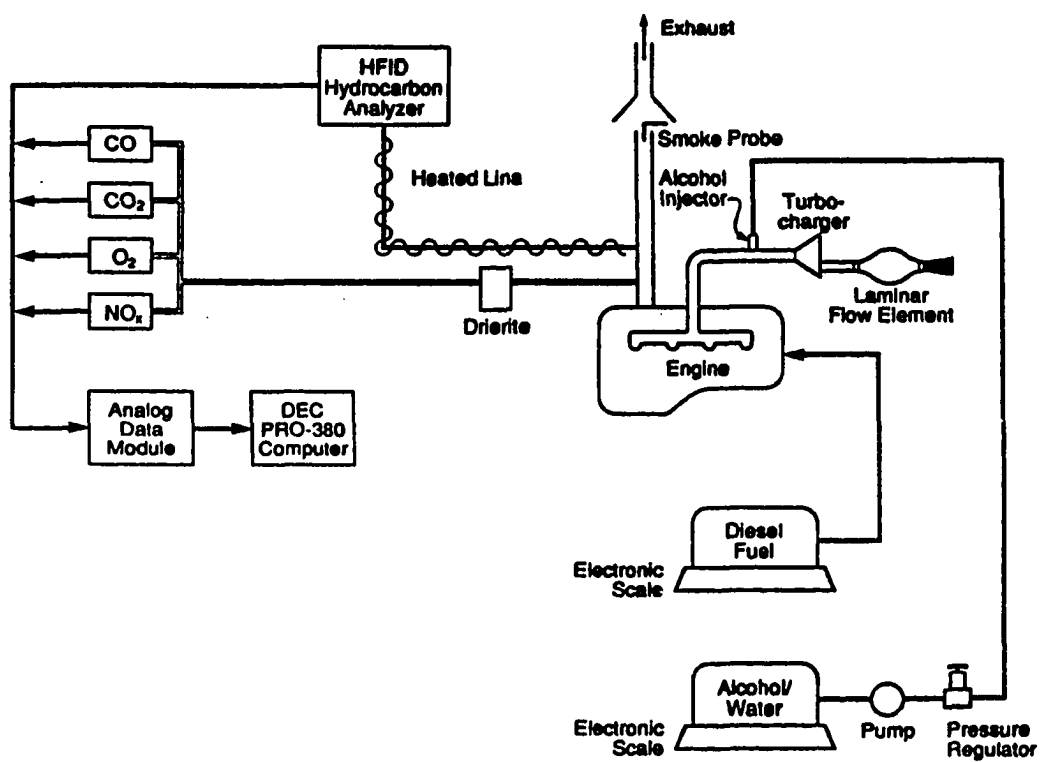 Exhaust
HFID
Hydrocarbon
Analyzer
Smoke Probe
CO
Heated Lina
Alcohol
Injector
Turbo-
charger
CO₂
O₂
NOₓ
Drierite
Laminar
Flow Element
Engine
Analog
Data
Module
DEC
PRO-380
Computer
Diesel
Fuel
Electronic
Scale
Alcohol/
Water
Electronic
Scale
Pump
Pressure
Regulator